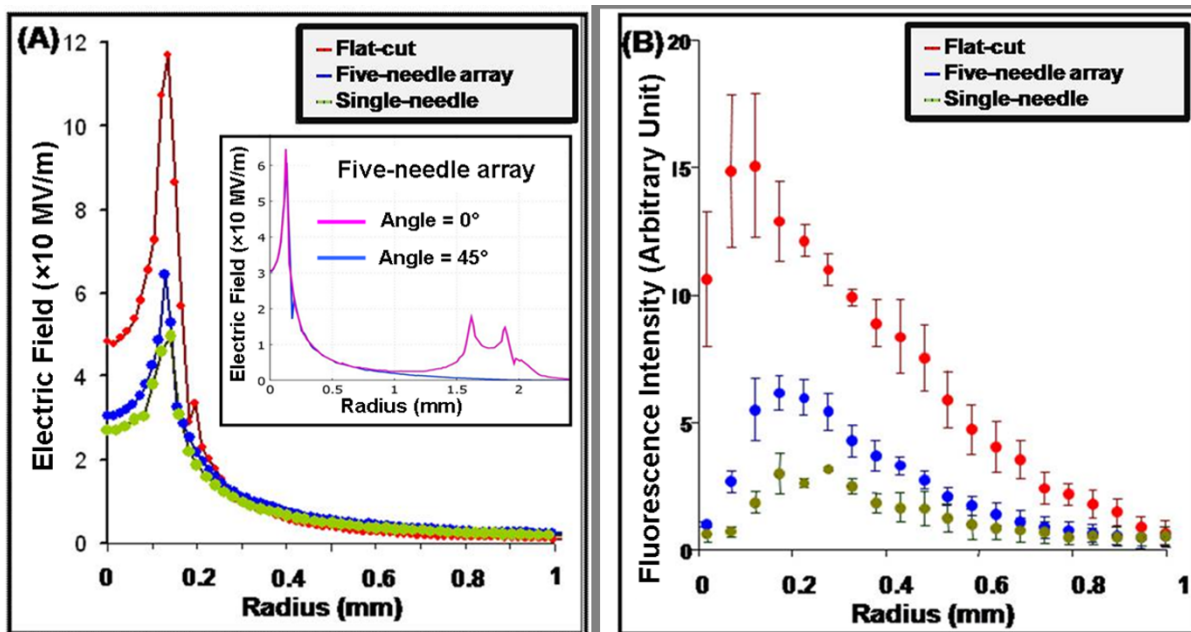 (A)
12
10
8
6
4
2
0
Electric Field (×10 MV/m)
Flat-cut
Five-needle array
Single-needle
6
5
4
3
2
1
0
Electric Field (×10 MV/m)
Five-needle array
Angle = 0°
Angle = 45°
0 0.5 1 1.5 2
Radius (mm)
0 0.2 0.4 0.6 0.8 1
Radius (mm)
(B)
20
15
10
5
0
Fluorescence Intensity (Arbitrary Unit)
Flat-cut
Five-needle array
Single-needle
0 0.2 0.4 0.6 0.8 1
Radius (mm)